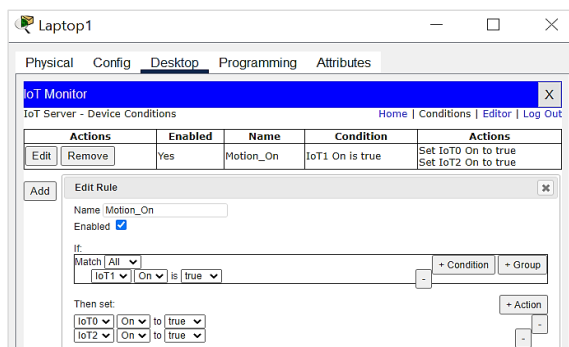 Laptop1
Physical Config Desktop Programming Attributes
IoT Monitor X
IoT Server - Device Conditions Home | Conditions | Editor | Log Out
Actions Enabled Name Condition Actions
Edit Remove Yes Motion_On IoT1 On is true Set IoT0 On to true
Set IoT2 On to true
Add Edit Rule
Name Motion_On
Enabled
If:
Match All + Condition + Group
IoT1 On is true -
Then set: + Action
IoT0 On to true -
IoT2 On to true -